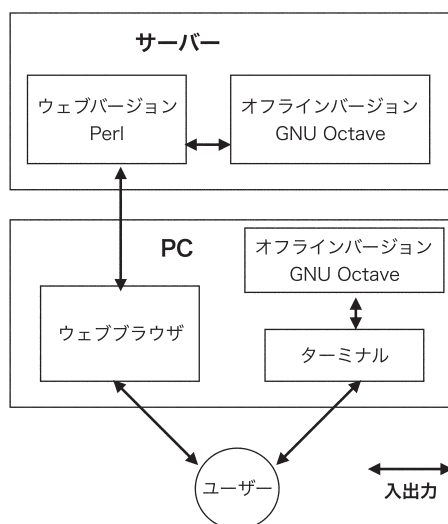 サーバー
ウェブバージョン
Perl
オフラインバージョン
GNU Octave
PC
オフラインバージョン
GNU Octave
ウェブブラウザ
ターミナル
ユーザー
入出力